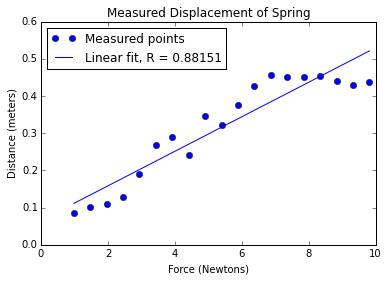 Measured Displacement of Spring
Measured points
Linear fit, R = 0.88151
Distance (meters)
0.6
0.5
0.4
0.3
0.2
0.1
0.0
0 2 4 6 8 10
Force (Newtons)